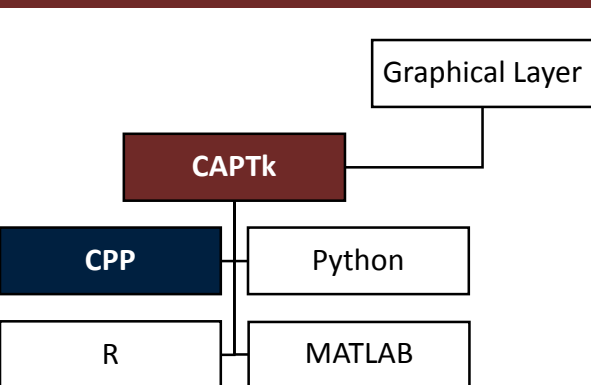 Graphical Layer
CAPTk
CPP
Python
R
MATLAB